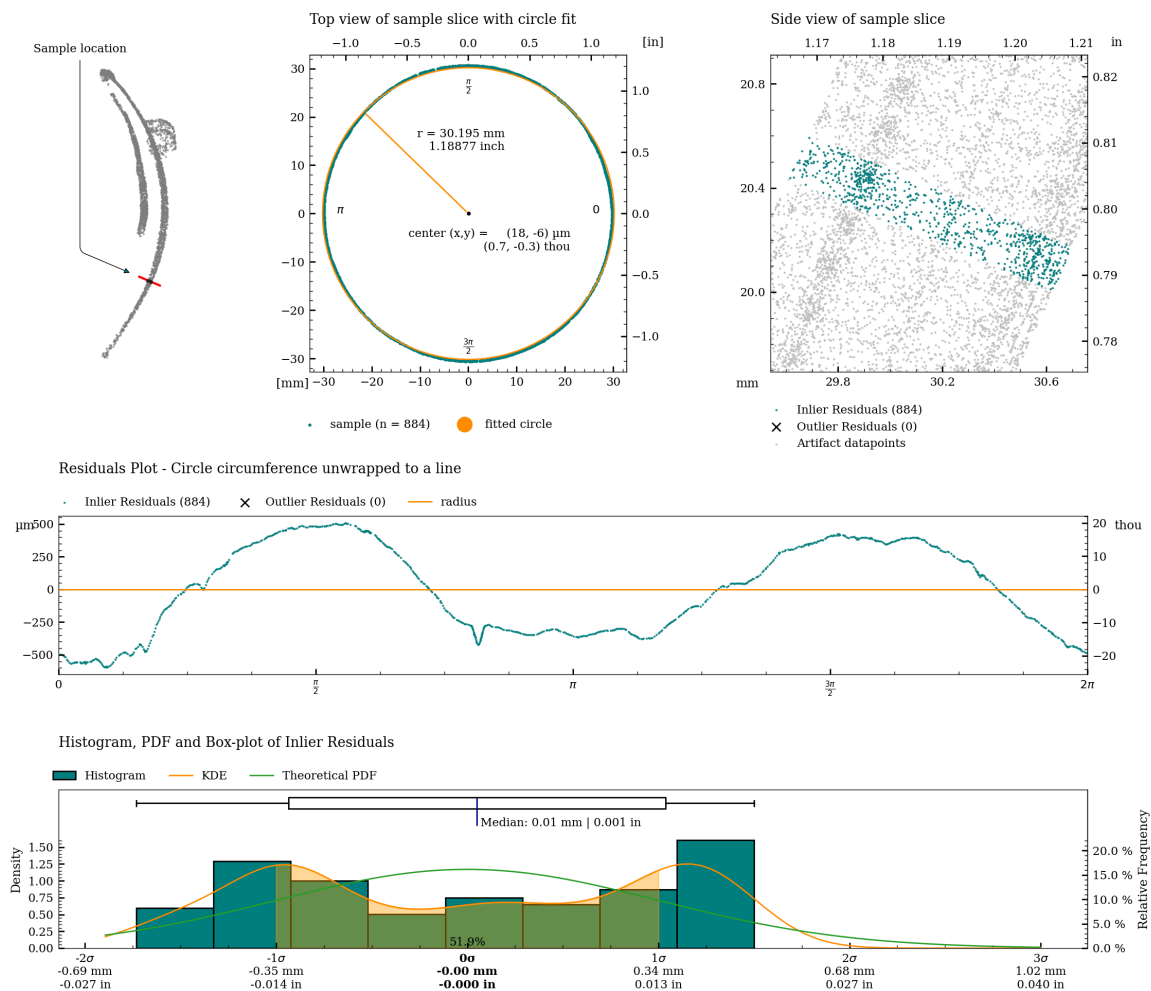 Sample location
Top view of sample slice with circle fit
−1.0 −0.5 0.0 0.5 1.0 [in]
30
20
10
0
−10
−20
−30
1.0
0.5
0.0
−0.5
−1.0
π/2
r = 30.195 mm
1.18877 inch
π
0
center (x,y) = (18, -6) µm
(0.7, -0.3) thou
3π/2
[mm] −30 −20 −10 0 10 20 30
sample (n = 884) fitted circle
Side view of sample slice
1.17 1.18 1.19 1.20 1.21 in
20.8
20.4
20.0
0.82
0.81
0.80
0.79
0.78
mm 29.8 30.2 30.6
Inlier Residuals (884)
Outlier Residuals (0)
Artifact datapoints
Residuals Plot - Circle circumference unwrapped to a line
Inlier Residuals (884) Outlier Residuals (0) radius
µm
500
250
0
−250
−500
20 thou
10
0
−10
−20
0 π/2 π 3π/2 2π
Histogram, PDF and Box-plot of Inlier Residuals
Histogram KDE Theoretical PDF
Median: 0.01 mm | 0.001 in
Density
1.50
1.25
1.00
0.75
0.50
0.25
0.00
51.9%
20.0 %
15.0 %
10.0 %
5.0 %
0.0 %
Relative Frequency
-2σ -1σ 0σ 1σ 2σ 3σ
-0.69 mm -0.35 mm -0.00 mm 0.34 mm 0.68 mm 1.02 mm
-0.027 in -0.014 in -0.000 in 0.013 in 0.027 in 0.040 in